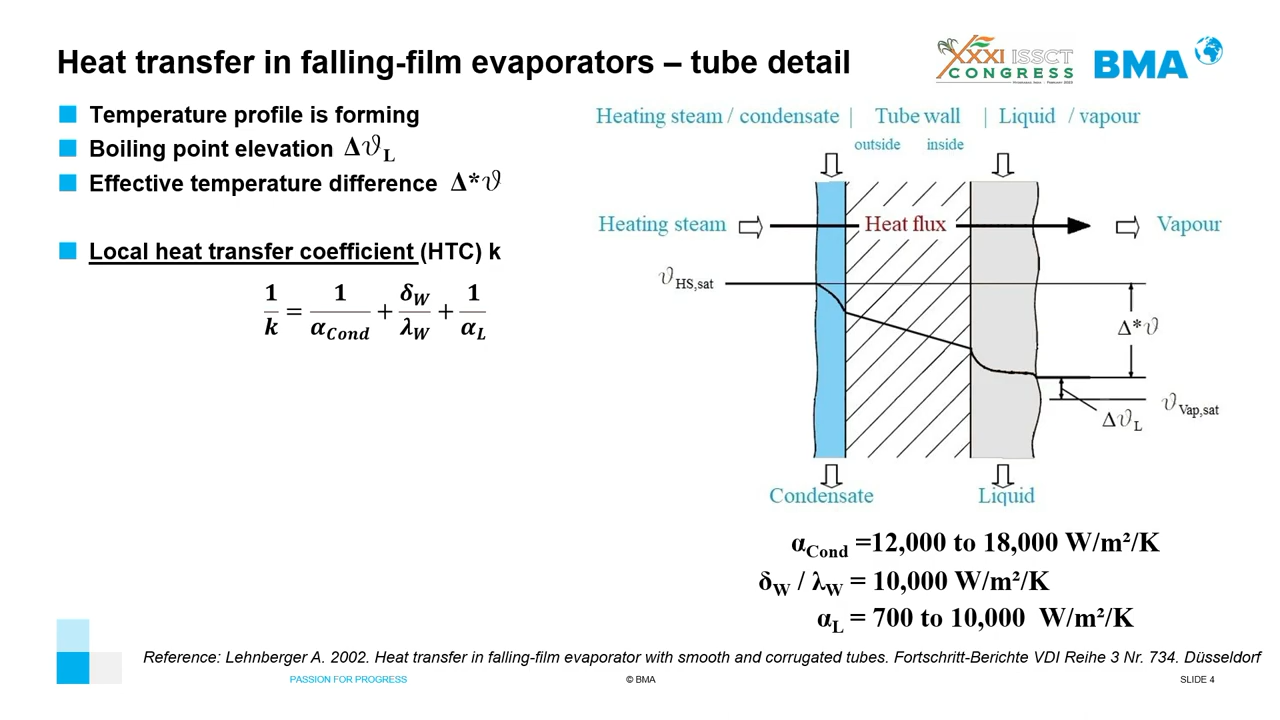 Heat transfer in falling-film evaporators – tube detail
XXXI ISSCT
CONGRESS
BMA
Temperature profile is forming
Boiling point elevation Δϑ_L
Effective temperature difference Δ*ϑ
Local heat transfer coefficient (HTC) k
1/k = 1/α_Cond + δ_W/λ_W + 1/α_L
Heating steam / condensate | Tube wall | Liquid / vapour
outside inside
Heating steam Heat flux Vapour
ϑ_HS,sat
Δ*ϑ
ϑ_Vap,sat
Δϑ_L
Condensate Liquid
α_Cond =12,000 to 18,000 W/m²/K
δ_W / λ_W = 10,000 W/m²/K
α_L = 700 to 10,000 W/m²/K
Reference: Lehnberger A. 2002. Heat transfer in falling-film evaporator with smooth and corrugated tubes. Fortschritt-Berichte VDI Reihe 3 Nr. 734. Düsseldorf
PASSION FOR PROGRESS © BMA SLIDE 4